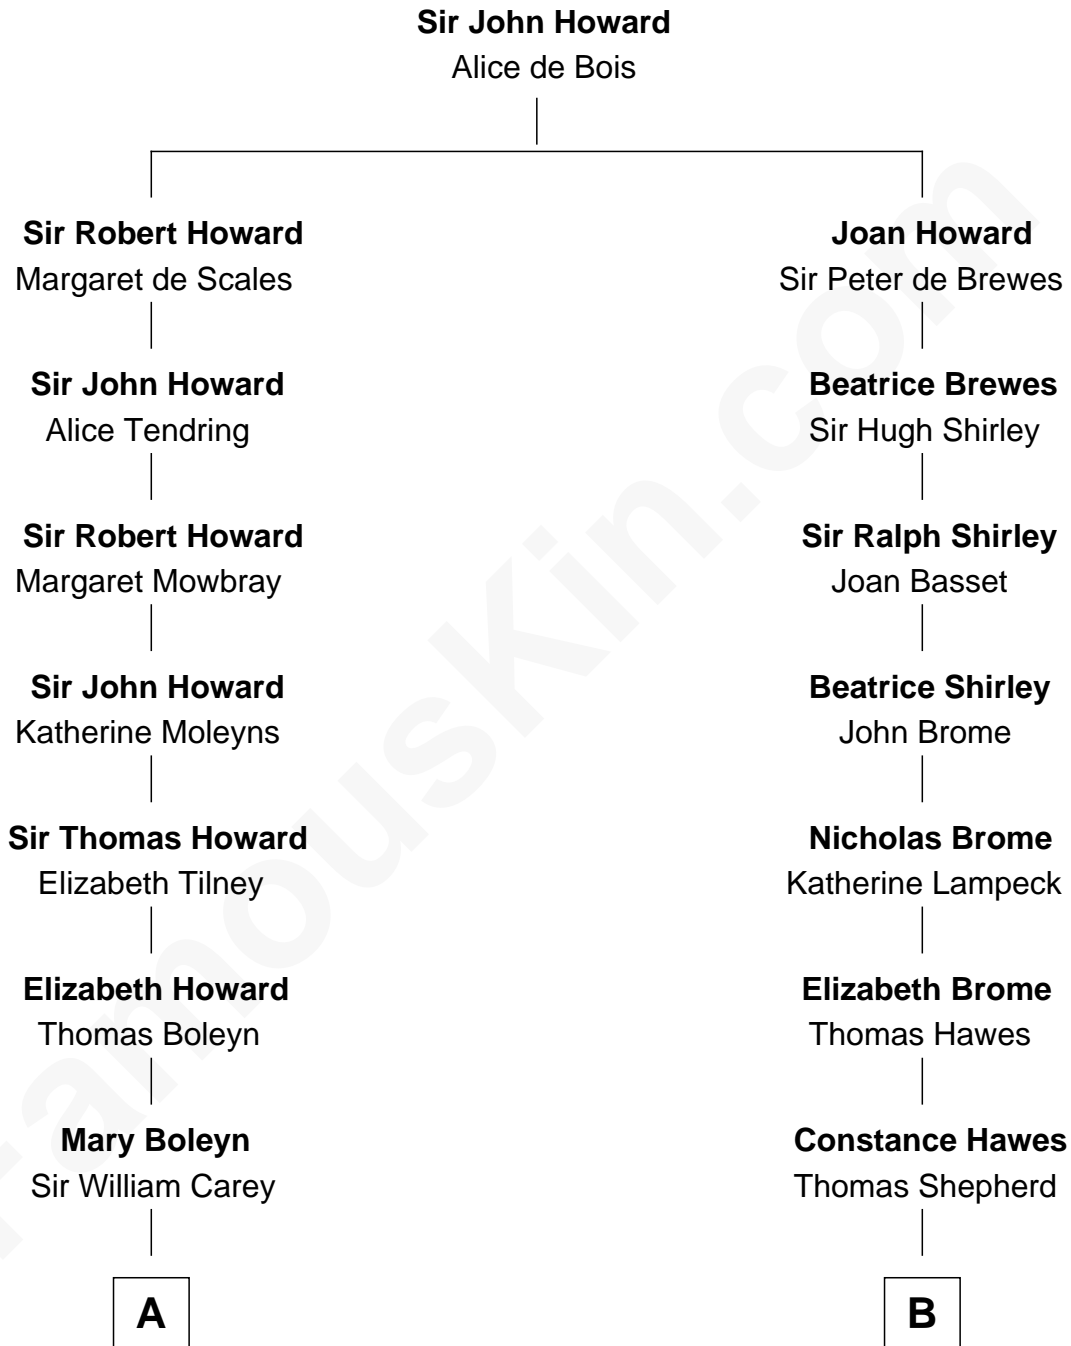 Sir John Howard
Alice de Bois
Sir Robert Howard
Margaret de Scales
Joan Howard
Sir Peter de Brewes
Sir John Howard
Alice Tendring
Beatrice Brewes
Sir Hugh Shirley
Sir Robert Howard
Margaret Mowbray
Sir Ralph Shirley
Joan Basset
Sir John Howard
Katherine Moleyns
Beatrice Shirley
John Brome
Sir Thomas Howard
Elizabeth Tilney
Nicholas Brome
Katherine Lampeck
Elizabeth Howard
Thomas Boleyn
Elizabeth Brome
Thomas Hawes
Mary Boleyn
Sir William Carey
Constance Hawes
Thomas Shepherd
A
B
FamousKin.com